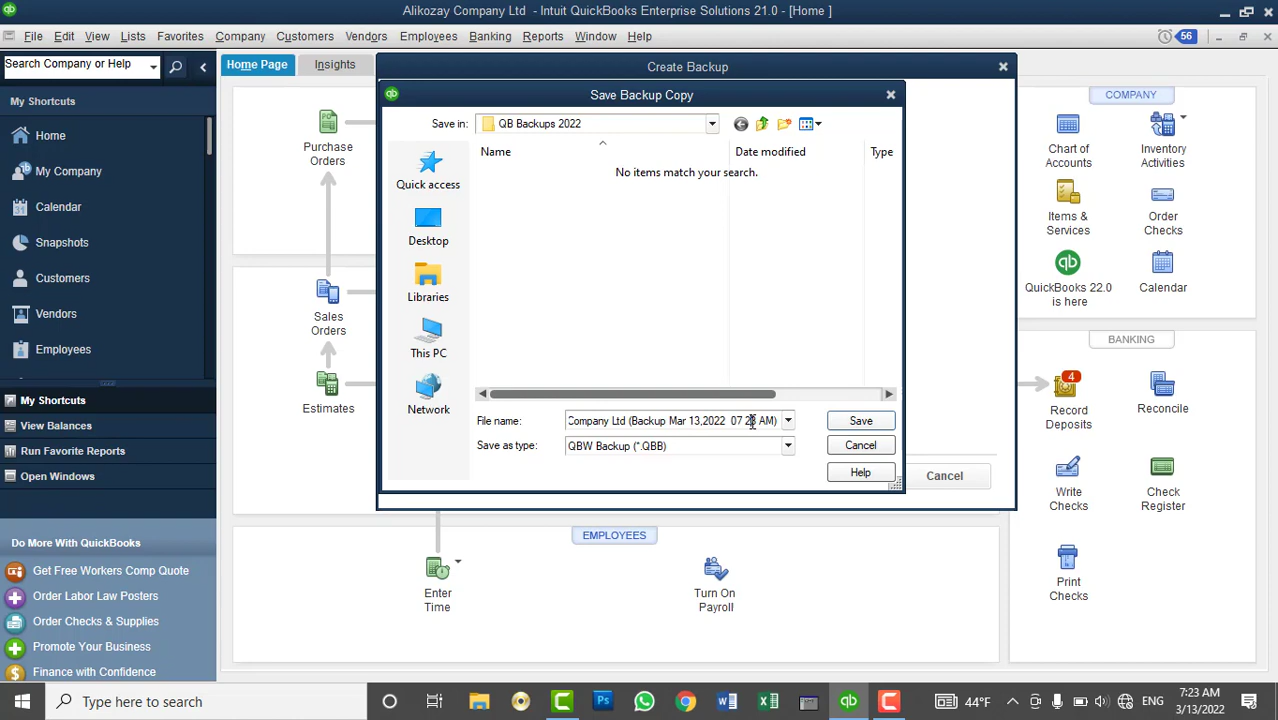 Alikozay Company Ltd - Intuit QuickBooks Enterprise Solutions 21.0 - [Home ]
File Edit View Lists Favorites Company Customers Vendors Employees Banking Reports Window Help
56
Search Company or Help
Home Page
Insights
My Shortcuts
Home
My Company
Calendar
Snapshots
Customers
Vendors
Employees
My Shortcuts
View Balances
Run Favorite Reports
Open Windows
Do More With QuickBooks
Get Free Workers Comp Quote
Order Labor Law Posters
Order Checks & Supplies
Promote Your Business
Finance with Confidence
Purchase
Orders
Sales
Orders
Estimates
Create Backup
Save Backup Copy
Save in:
QB Backups 2022
Name
Date modified
Type
No items match your search.
Quick access
Desktop
Libraries
This PC
Network
File name:
Company Ltd (Backup Mar 13,2022 07 AM)
Save
Save as type:
QBW Backup (*.QBB)
Cancel
Help
Cancel
EMPLOYEES
Enter
Time
Turn On
Payroll
COMPANY
Chart of
Accounts
Inventory
Activities
Items &
Services
Order
Checks
QuickBooks 22.0
is here
Calendar
BANKING
4
Record
Deposits
Reconcile
Write
Checks
Check
Register
Print
Checks
Type here to search
44°F
ENG
7:23 AM
3/13/2022